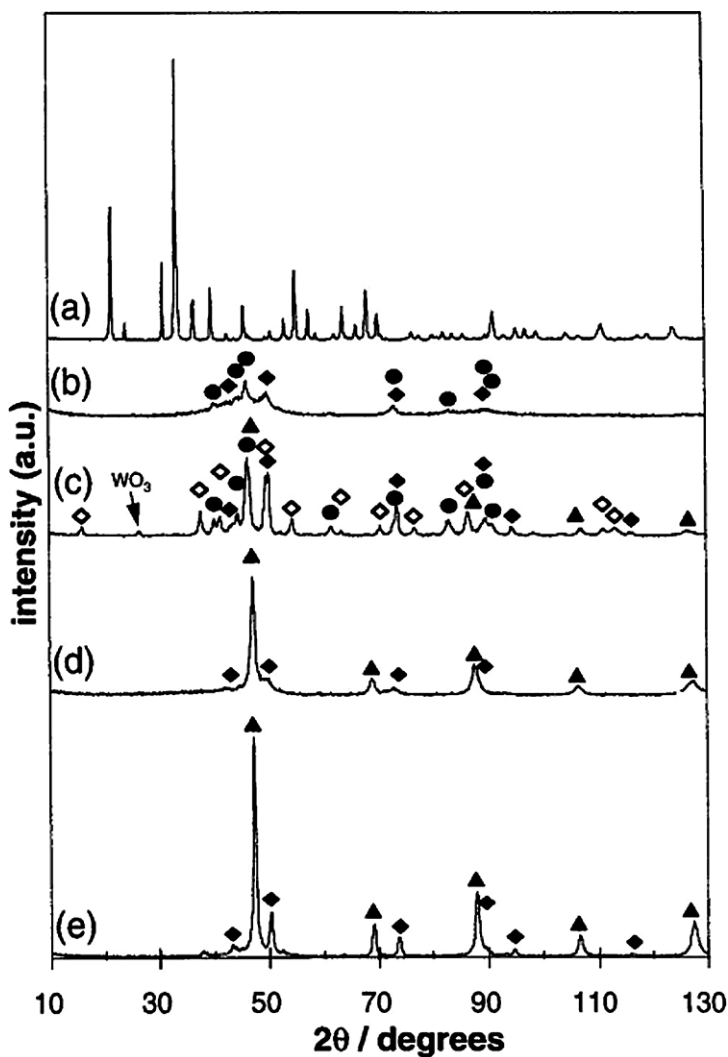 (a)
(b)
(c)
WO₃
(d)
(e)
intensity (a.u.)
10 30 50 70 90 110 130
2θ / degrees